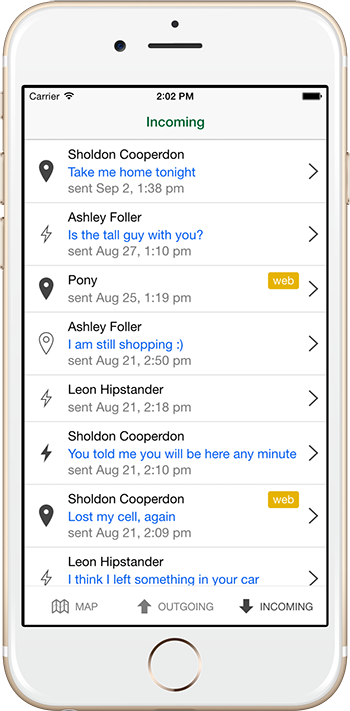 Carrier 2:02 PM
Incoming
Sholdon Cooperdon
Take me home tonight
sent Sep 2, 1:38 pm
Ashley Foller
Is the tall guy with you?
sent Aug 27, 1:10 pm
Pony web
sent Aug 25, 1:19 pm
Ashley Foller
I am still shopping :)
sent Aug 21, 2:50 pm
Leon Hipstander
sent Aug 21, 2:18 pm
Sholdon Cooperdon
You told me you will be here any minute
sent Aug 21, 2:10 pm
Sholdon Cooperdon web
Lost my cell, again
sent Aug 21, 2:09 pm
Leon Hipstander
I think I left something in your car
MAP OUTGOING INCOMING